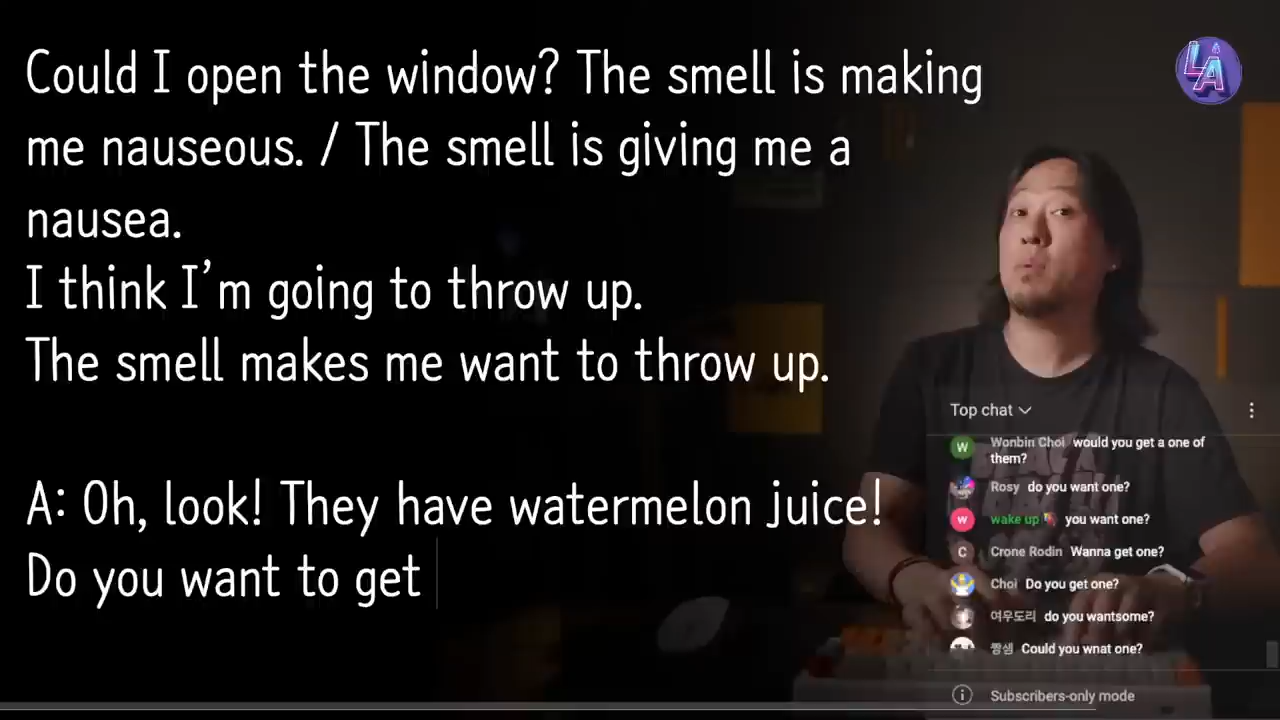 Could I open the window? The smell is making
me nauseous. / The smell is giving me a
nausea.
I think I'm going to throw up.
The smell makes me want to throw up.
A: Oh, look! They have watermelon juice!
Do you want to get
LA
Top chat
W Wonbin Choi would you get a one of
them?
Rosy do you want one?
w wake up you want one?
C Crone Rodin Wanna get one?
Choi Do you get one?
여우도리 do you wantsome?
짱셈 Could you wnat one?
Subscribers-only mode